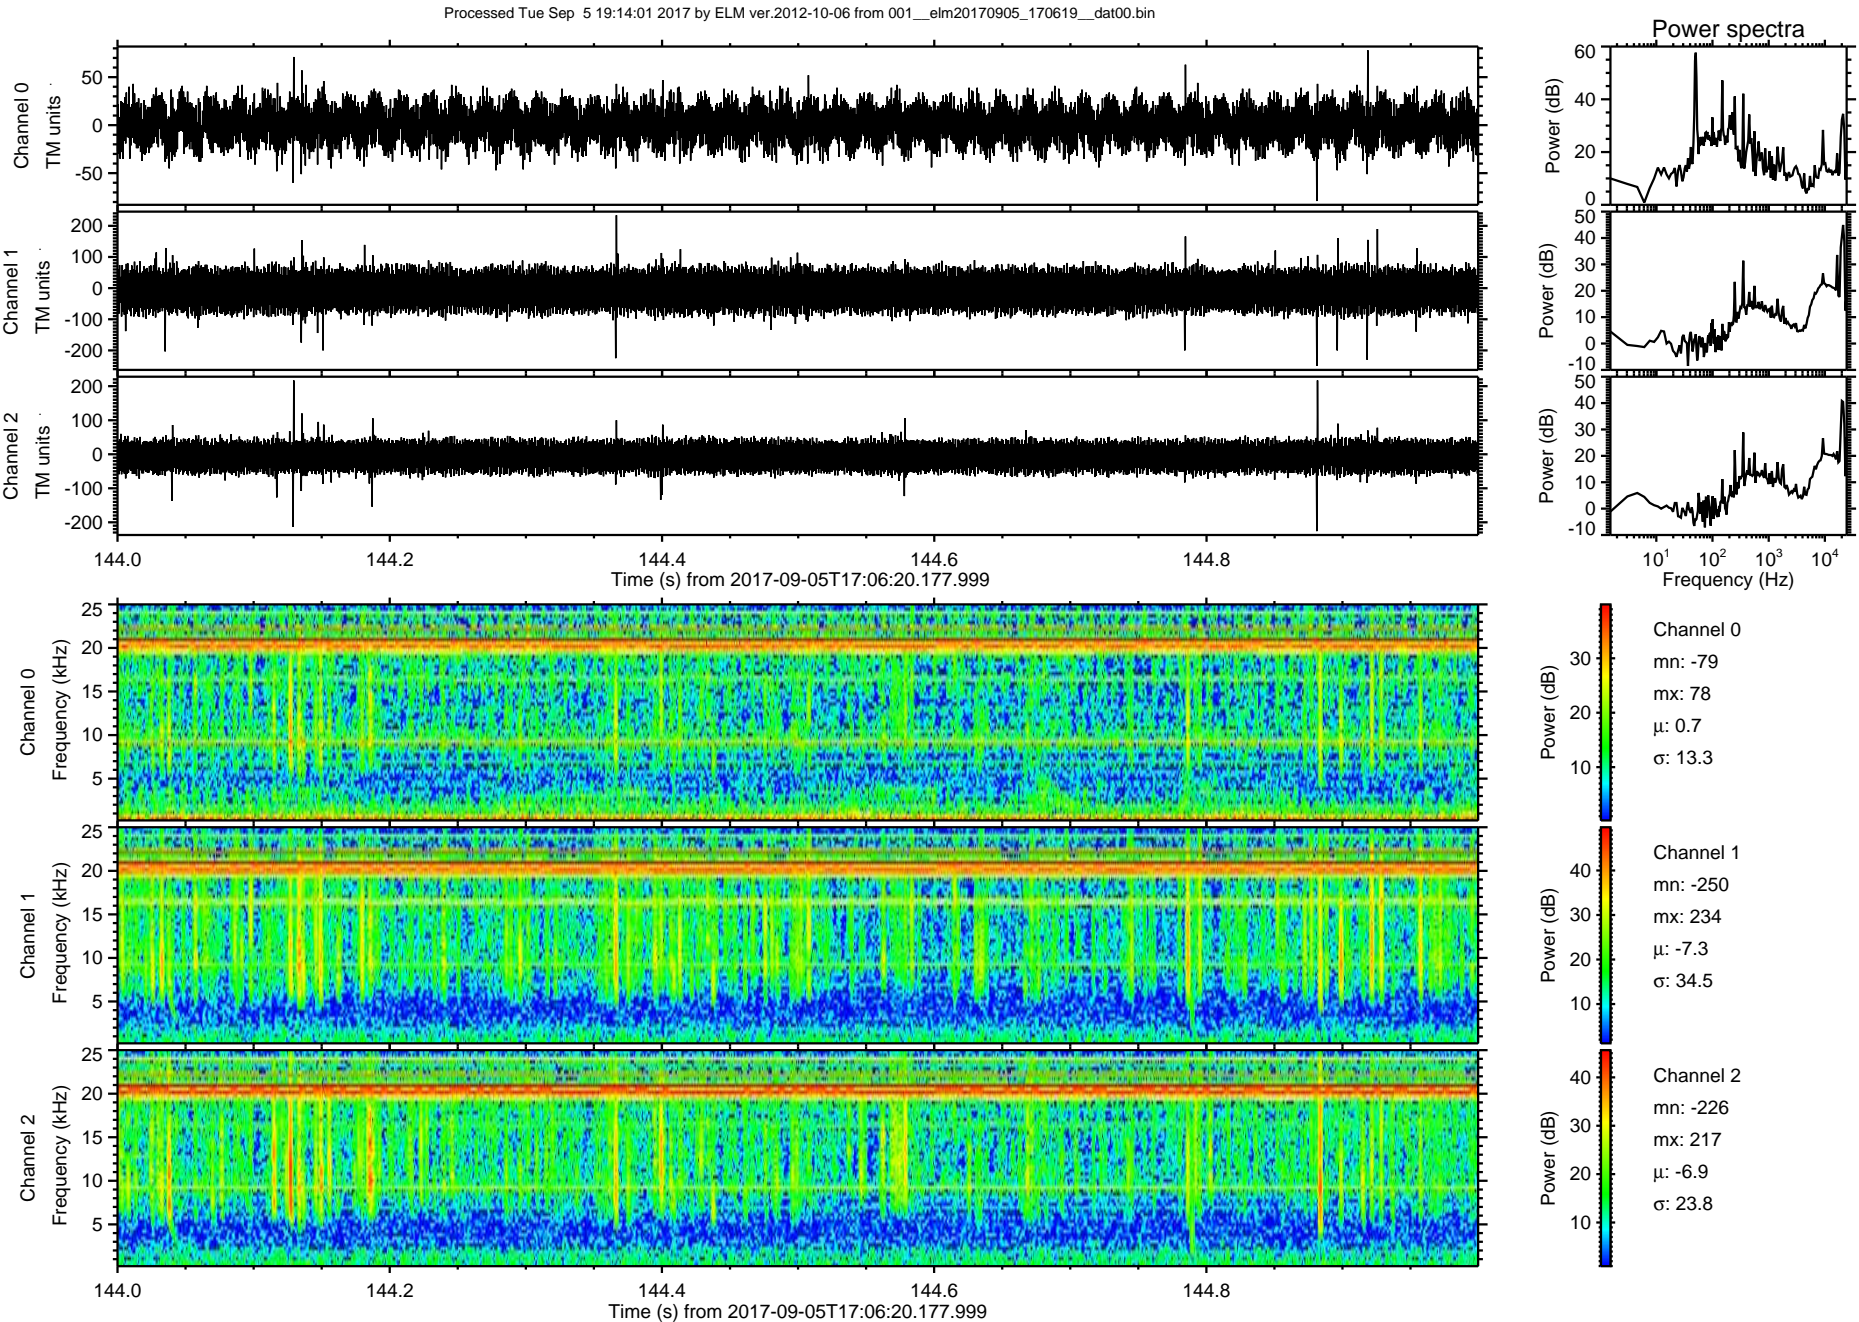 Processed Tue Sep  5 19:14:01 2017 by ELM ver.2012-10-06 from 001__elm20170905_170619__dat00.bin
Power spectra
Channel 0
TM units
50
0
-50
Power (dB)
60
40
20
0
Channel 1
TM units
200
100
0
-100
-200
Power (dB)
50
40
30
20
10
0
-10
Channel 2
TM units
200
100
0
-100
-200
Power (dB)
50
40
30
20
10
0
-10
144.0 144.2 144.4 144.6 144.8
Time (s) from 2017-09-05T17:06:20.177.999
10^1 10^2 10^3 10^4
Frequency (Hz)
Channel 0
Frequency (kHz)
25
20
15
10
5
Power (dB)
30
20
10
Channel 0
mn: -79
mx: 78
μ: 0.7
σ: 13.3
Channel 1
Frequency (kHz)
25
20
15
10
5
Power (dB)
40
30
20
10
Channel 1
mn: -250
mx: 234
μ: -7.3
σ: 34.5
Channel 2
Frequency (kHz)
25
20
15
10
5
Power (dB)
40
30
20
10
Channel 2
mn: -226
mx: 217
μ: -6.9
σ: 23.8
144.0 144.2 144.4 144.6 144.8
Time (s) from 2017-09-05T17:06:20.177.999